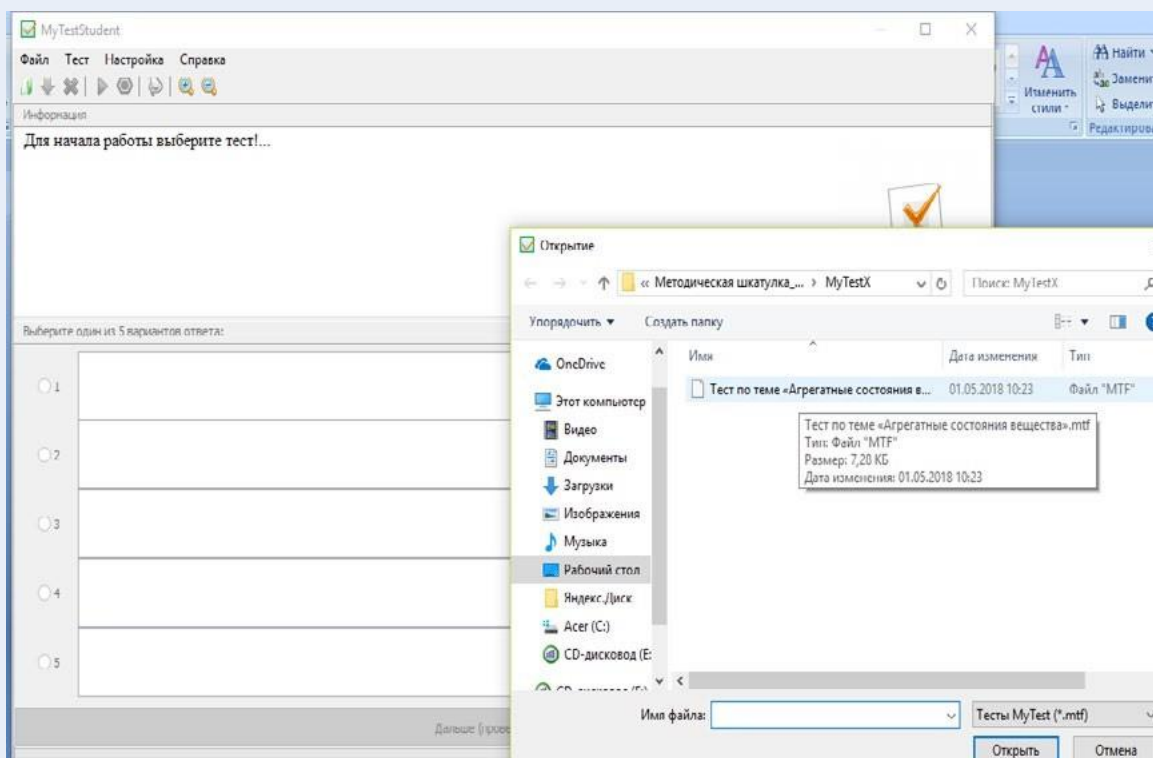 MyTestStudent
Файл Тест Настройка Справка
Информация
Для начала работы выберите тест!...
Выберите один из 5 вариантов ответа:
1
2
3
4
5
Дальше
Найти
Изменить стили
Редактиров
Открытие
« Методическая шкатулка_... › MyTestX
Поиск: MyTestX
Упорядочить Создать папку
Имя Дата изменения Тип
OneDrive
Этот компьютер
Видео
Документы
Загрузки
Изображения
Музыка
Рабочий стол
Яндекс.Диск
Acer (C:)
CD-дисковод (E:
Тест по теме «Агрегатные состояния в... 01.05.2018 10:23 Файл "MTF"
Тест по теме «Агрегатные состояния вещества».mtf
Тип: Файл "MTF"
Размер: 7,20 КБ
Дата изменения: 01.05.2018 10:23
Имя файла: Тесты MyTest (*.mtf)
Открыть Отмена